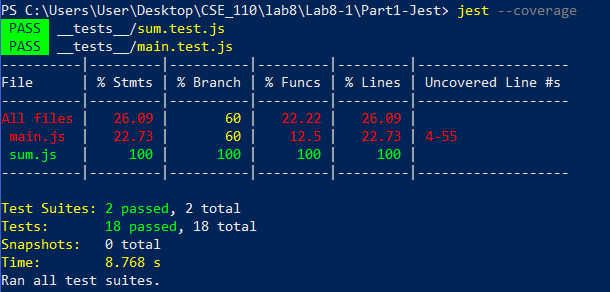 PS C:\Users\User\Desktop\CSE_110\lab8\Lab8-1\Part1-Jest> jest --coverage
PASS  __tests__/sum.test.js
PASS  __tests__/main.test.js
----------|---------|----------|---------|---------|-------------------
File      | % Stmts | % Branch | % Funcs | % Lines | Uncovered Line #s
----------|---------|----------|---------|---------|-------------------
All files |   26.09 |       60 |   22.22 |   26.09 |
 main.js  |   22.73 |       60 |    12.5 |   22.73 | 4-55
 sum.js   |     100 |      100 |     100 |     100 |
----------|---------|----------|---------|---------|-------------------
Test Suites: 2 passed, 2 total
Tests:       18 passed, 18 total
Snapshots:   0 total
Time:        8.768 s
Ran all test suites.